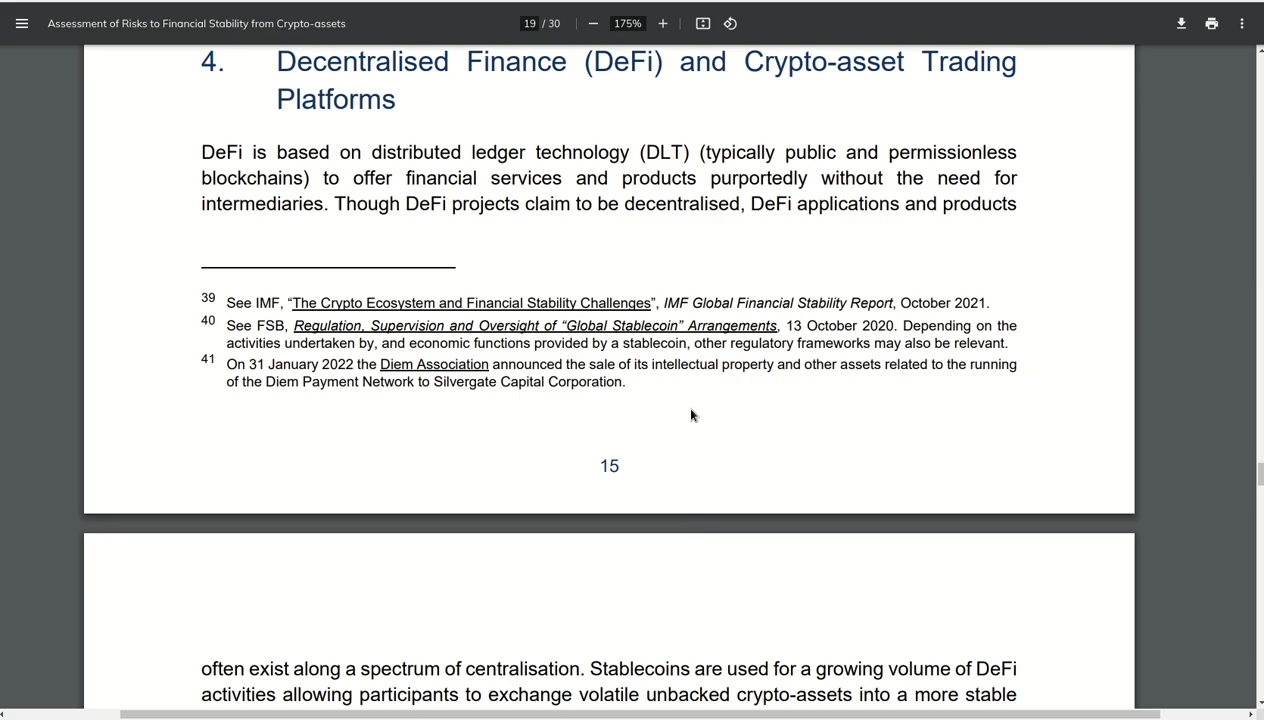 Assessment of Risks to Financial Stability from Crypto-assets
19 / 30
175%
4. Decentralised Finance (DeFi) and Crypto-asset Trading
Platforms
DeFi is based on distributed ledger technology (DLT) (typically public and permissionless
blockchains) to offer financial services and products purportedly without the need for
intermediaries. Though DeFi projects claim to be decentralised, DeFi applications and products
39 See IMF, “The Crypto Ecosystem and Financial Stability Challenges”, IMF Global Financial Stability Report, October 2021.
40 See FSB, Regulation, Supervision and Oversight of “Global Stablecoin” Arrangements, 13 October 2020. Depending on the
activities undertaken by, and economic functions provided by a stablecoin, other regulatory frameworks may also be relevant.
41 On 31 January 2022 the Diem Association announced the sale of its intellectual property and other assets related to the running
of the Diem Payment Network to Silvergate Capital Corporation.
15
often exist along a spectrum of centralisation. Stablecoins are used for a growing volume of DeFi
activities allowing participants to exchange volatile unbacked crypto-assets into a more stable